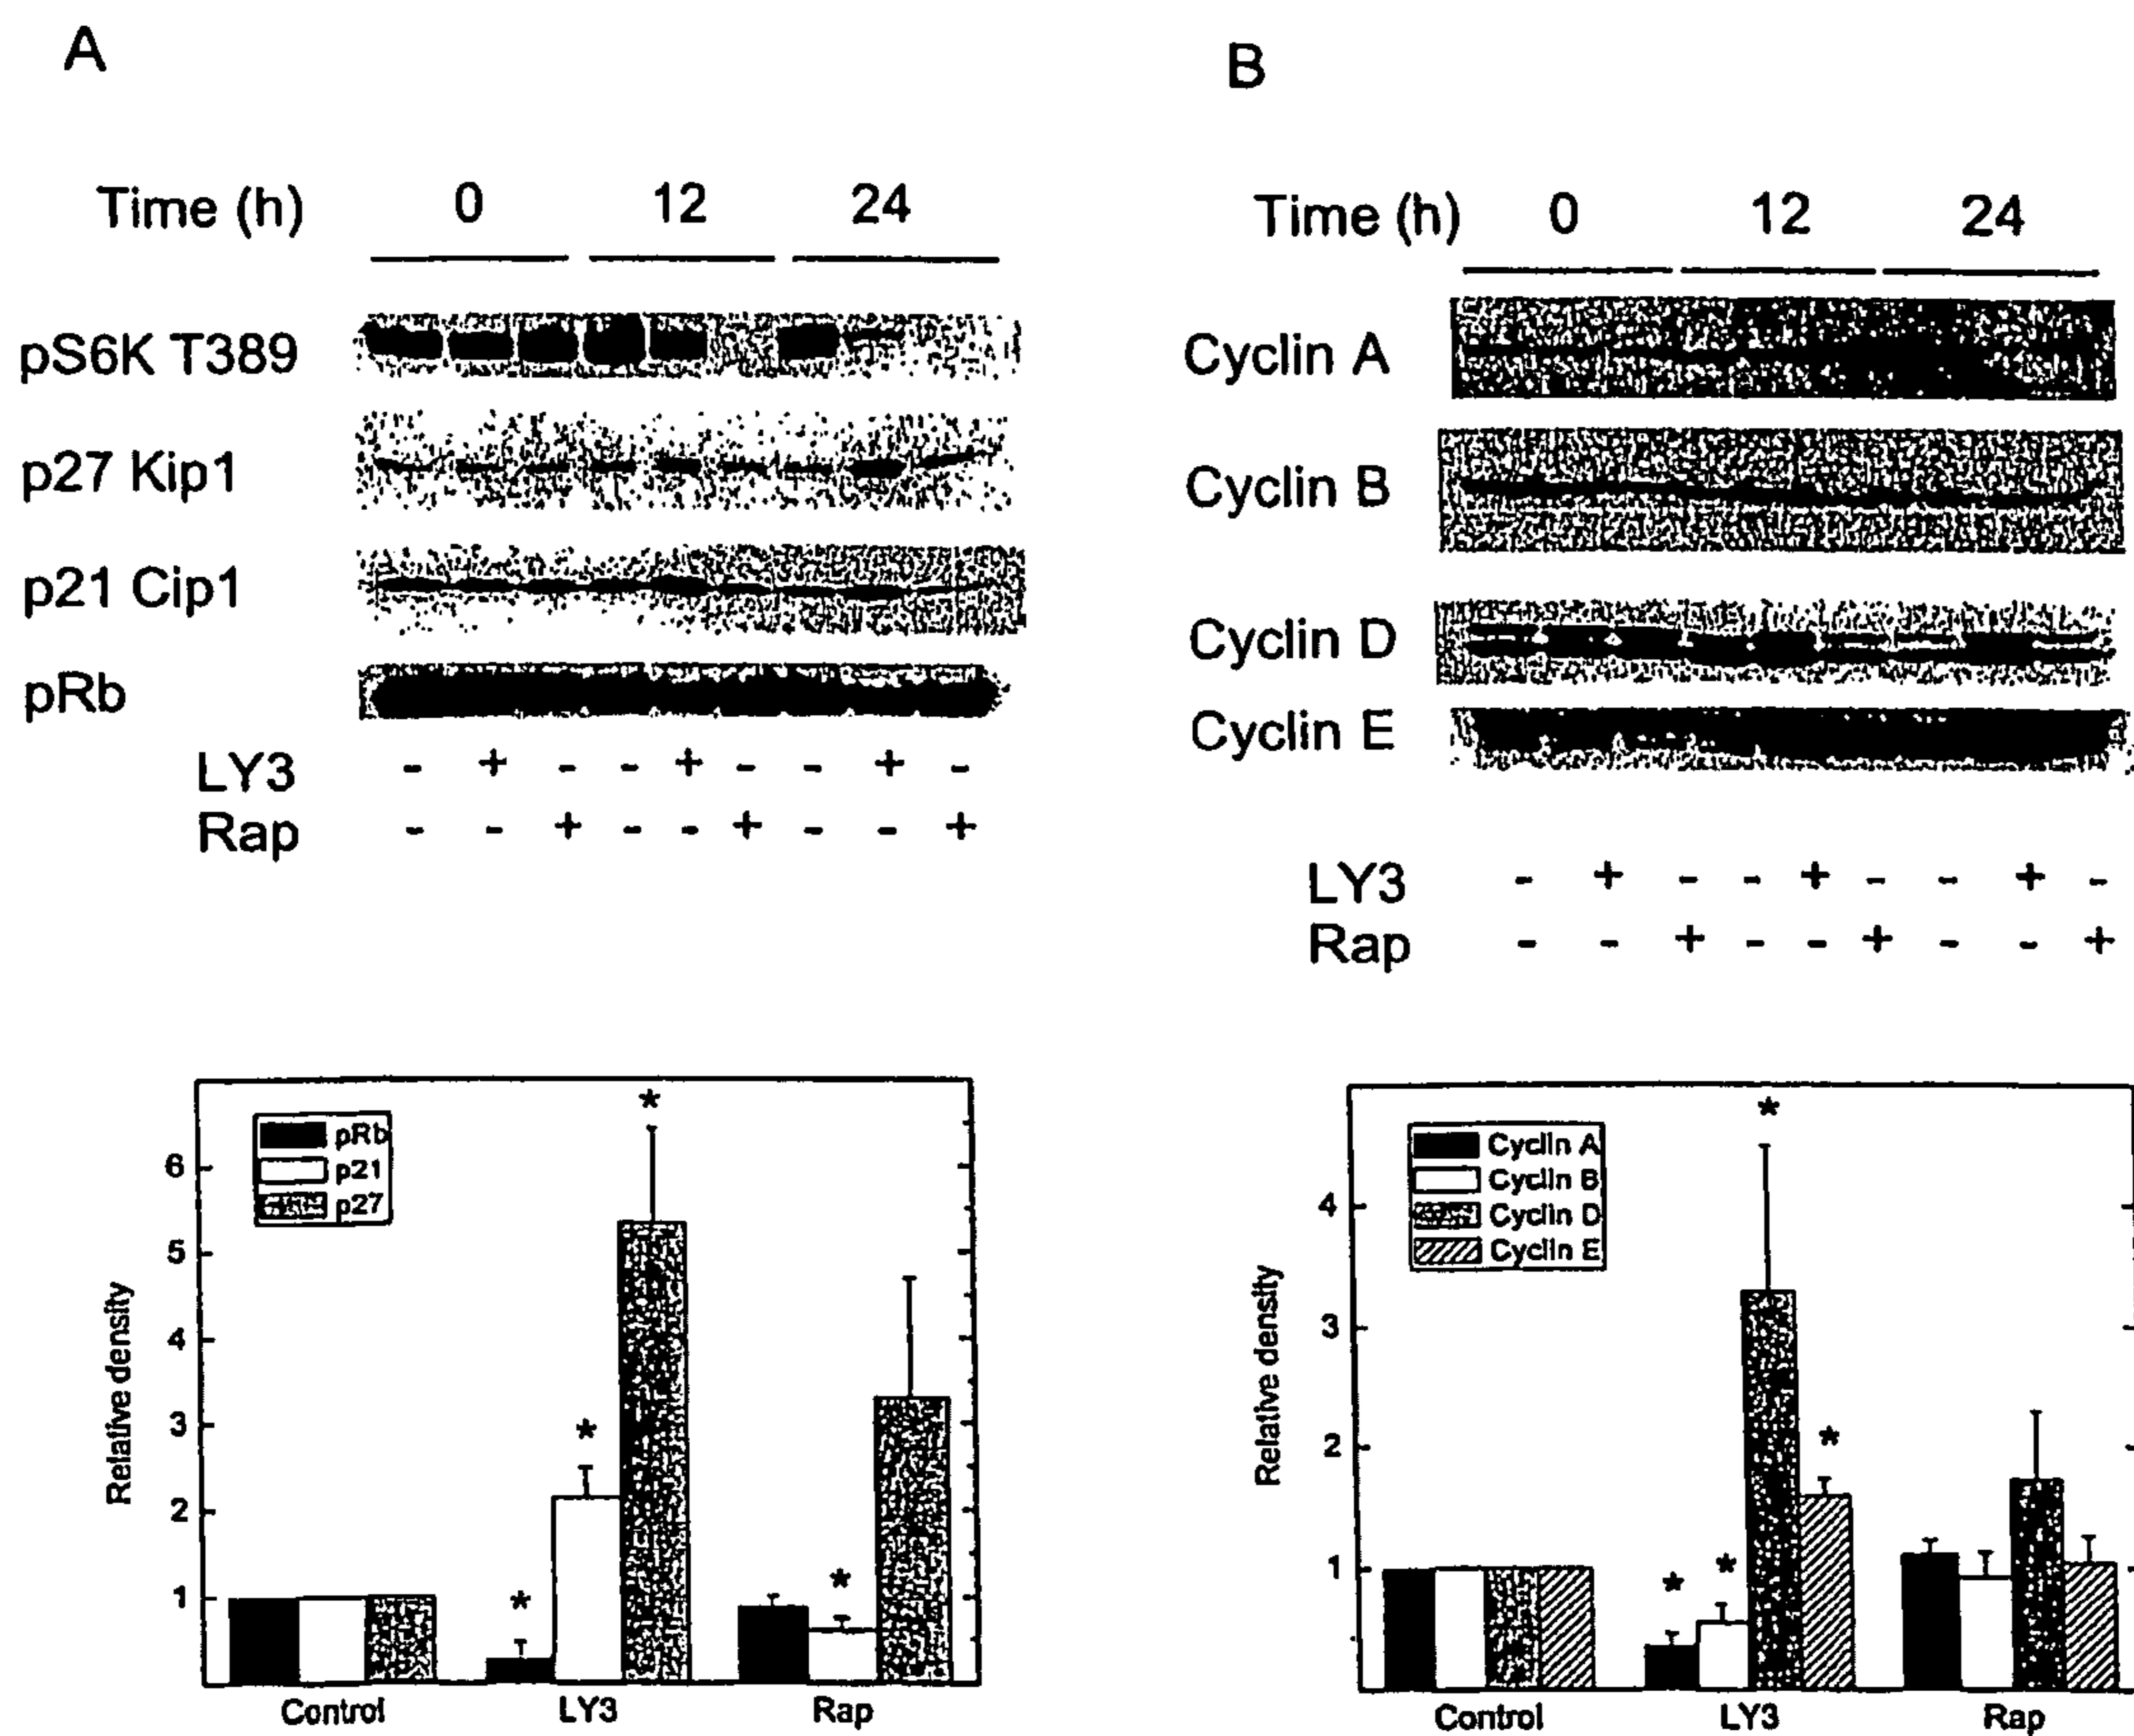 A
Time (h) 0 12 24
pS6K T389
p27 Kip1
p21 Cip1
pRb
LY3 - + - - + - - + -
Rap - - + - - + - - +
6
5
4
3
2
1
Relative density
pRb
p21
p27
* * * *
Control LY3 Rap
B
Time (h) 0 12 24
Cyclin A
Cyclin B
Cyclin D
Cyclin E
LY3 - + - - + - - + -
Rap - - + - - + - - +
4
3
2
1
Relative density
Cyclin A
Cyclin B
Cyclin D
Cyclin E
* * * *
Control LY3 Rap